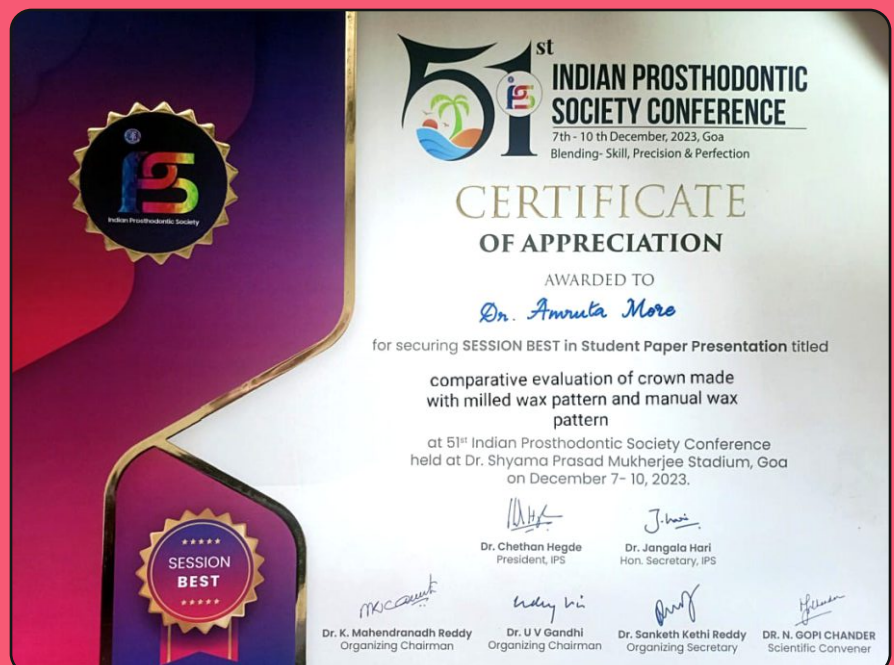 iPS
Indian Prosthodontic Society
51st
iPS
INDIAN PROSTHODONTIC
SOCIETY CONFERENCE
7th - 10 th December, 2023, Goa
Blending- Skill, Precision & Perfection
CERTIFICATE
OF APPRECIATION
AWARDED TO
Dr. Amruta More
for securing SESSION BEST in Student Paper Presentation titled
comparative evaluation of crown made
with milled wax pattern and manual wax
pattern
at 51st Indian Prosthodontic Society Conference
held at Dr. Shyama Prasad Mukherjee Stadium, Goa
on December 7- 10, 2023.
Dr. Chethan Hegde
President, IPS
Dr. Jangala Hari
Hon. Secretary, IPS
SESSION
BEST
Dr. K. Mahendranadh Reddy
Organizing Chairman
Dr. U V Gandhi
Organizing Chairman
Dr. Sanketh Kethi Reddy
Organizing Secretary
DR. N. GOPI CHANDER
Scientific Convener